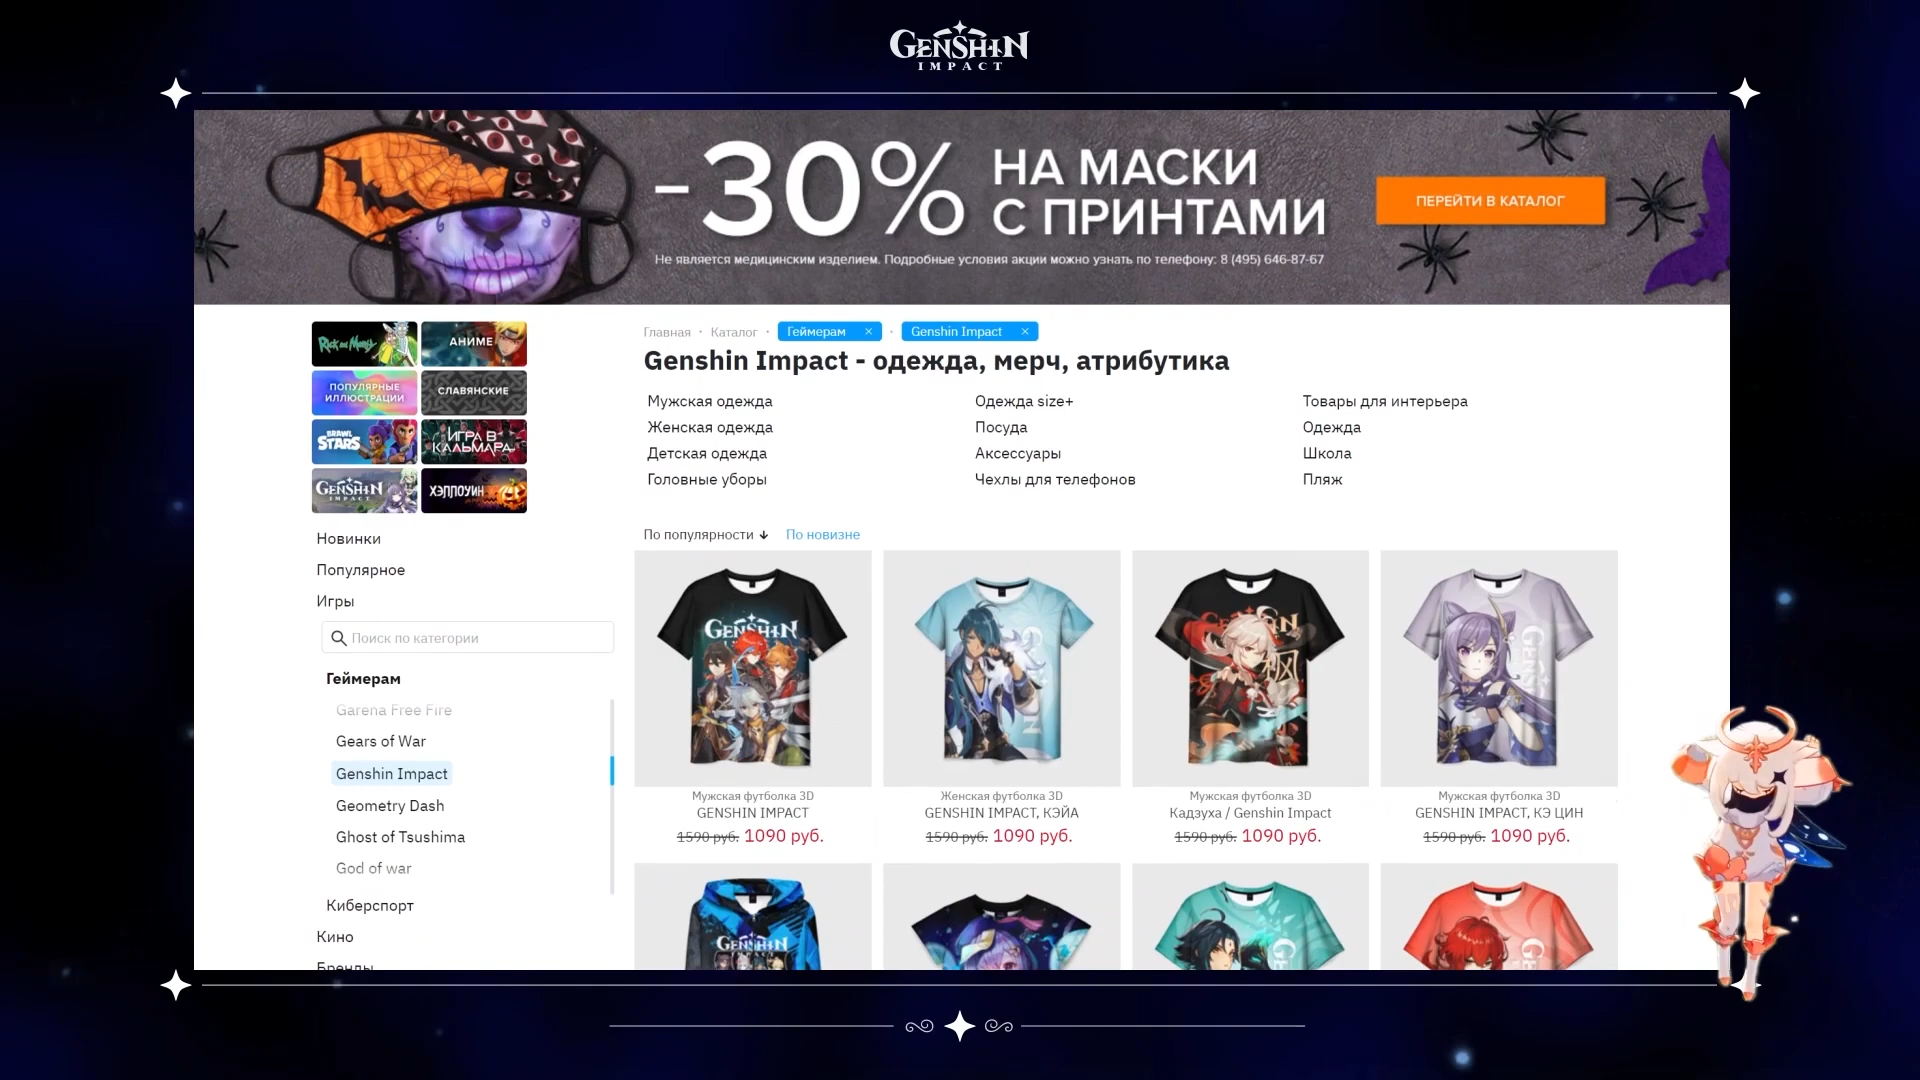 GENSHIN
IMPACT
-30%
НА МАСКИ
С ПРИНТАМИ
ПЕРЕЙТИ В КАТАЛОГ
Не является медицинским изделием. Подробные условия акции можно узнать по телефону: 8 (495) 646-87-67
Rick and Morty
АНИМЕ
ПОПУЛЯРНЫЕ
ИЛЛЮСТРАЦИИ
СЛАВЯНСКИЕ
BRAWL
STARS
ИГРА В
КАЛЬМАРА
GENSHIN
IMPACT
ХЭЛЛОУИН
Новинки
Популярное
Игры
Поиск по категории
Геймерам
Garena Free Fire
Gears of War
Genshin Impact
Geometry Dash
Ghost of Tsushima
God of war
Киберспорт
Кино
Бренды
Главная · Каталог · Геймерам × · Genshin Impact ×
Genshin Impact - одежда, мерч, атрибутика
Мужская одежда
Женская одежда
Детская одежда
Головные уборы
Одежда size+
Посуда
Аксессуары
Чехлы для телефонов
Товары для интерьера
Одежда
Школа
Пляж
По популярности ↓ По новизне
GENSHIN
GENSHIN
枫
GENSHIN
Мужская футболка 3D
GENSHIN IMPACT
1590 руб. 1090 руб.
Женская футболка 3D
GENSHIN IMPACT, КЭЙА
1590 руб. 1090 руб.
Мужская футболка 3D
Кадзуха / Genshin Impact
1590 руб. 1090 руб.
Мужская футболка 3D
GENSHIN IMPACT, КЭ ЦИН
1590 руб. 1090 руб.
GENSHIN